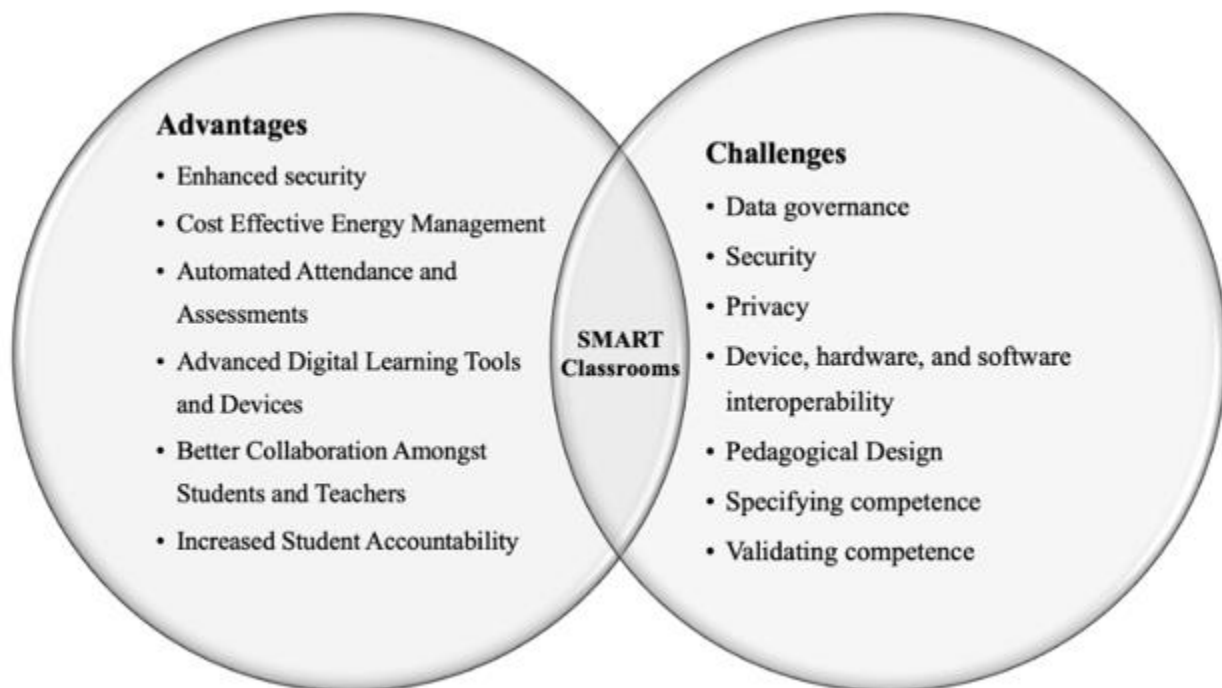 Advantages
• Enhanced security
• Cost Effective Energy Management
• Automated Attendance and
Assessments
• Advanced Digital Learning Tools
and Devices
• Better Collaboration Amongst
Students and Teachers
• Increased Student Accountability
SMART
Classrooms
Challenges
• Data governance
• Security
• Privacy
• Device, hardware, and software
interoperability
• Pedagogical Design
• Specifying competence
• Validating competence